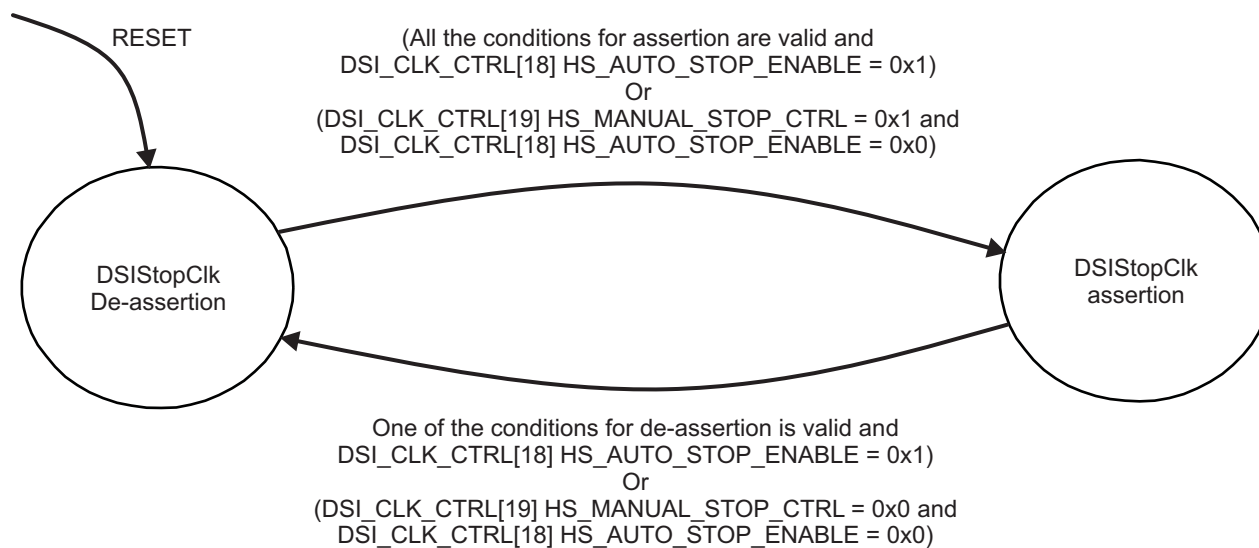 RESET
(All the conditions for assertion are valid and
DSI_CLK_CTRL[18] HS_AUTO_STOP_ENABLE = 0x1)
Or
(DSI_CLK_CTRL[19] HS_MANUAL_STOP_CTRL = 0x1 and
DSI_CLK_CTRL[18] HS_AUTO_STOP_ENABLE = 0x0)
DSIStopClk
De-assertion
DSIStopClk
assertion
One of the conditions for de-assertion is valid and
DSI_CLK_CTRL[18] HS_AUTO_STOP_ENABLE = 0x1)
Or
(DSI_CLK_CTRL[19] HS_MANUAL_STOP_CTRL = 0x0 and
DSI_CLK_CTRL[18] HS_AUTO_STOP_ENABLE = 0x0)